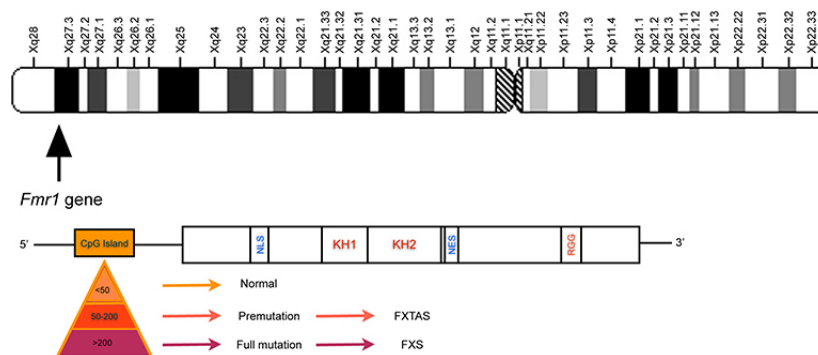 Xq28
Xq27.3
Xq27.2
Xq27.1
Xq26.3
Xq26.2
Xq26.1
Xq25
Xq24
Xq23
Xq22.3
Xq22.2
Xq22.1
Xq21.33
Xq21.32
Xq21.31
Xq21.2
Xq21.1
Xq13.3
Xq13.2
Xq13.1
Xq12
Xq11.2
Xq11.1
Xp11.1
Xp11.21
Xp11.22
Xp11.23
Xp11.3
Xp11.4
Xp21.1
Xp21.2
Xp21.3
Xp21.11
Xp21.12
Xp21.13
Xp22.22
Xp22.31
Xp22.32
Xp22.33
Fmr1 gene
5' CpG Island NLS KH1 KH2 NES RGG 3'
<50 Normal
50-200 Premutation FXTAS
>200 Full mutation FXS